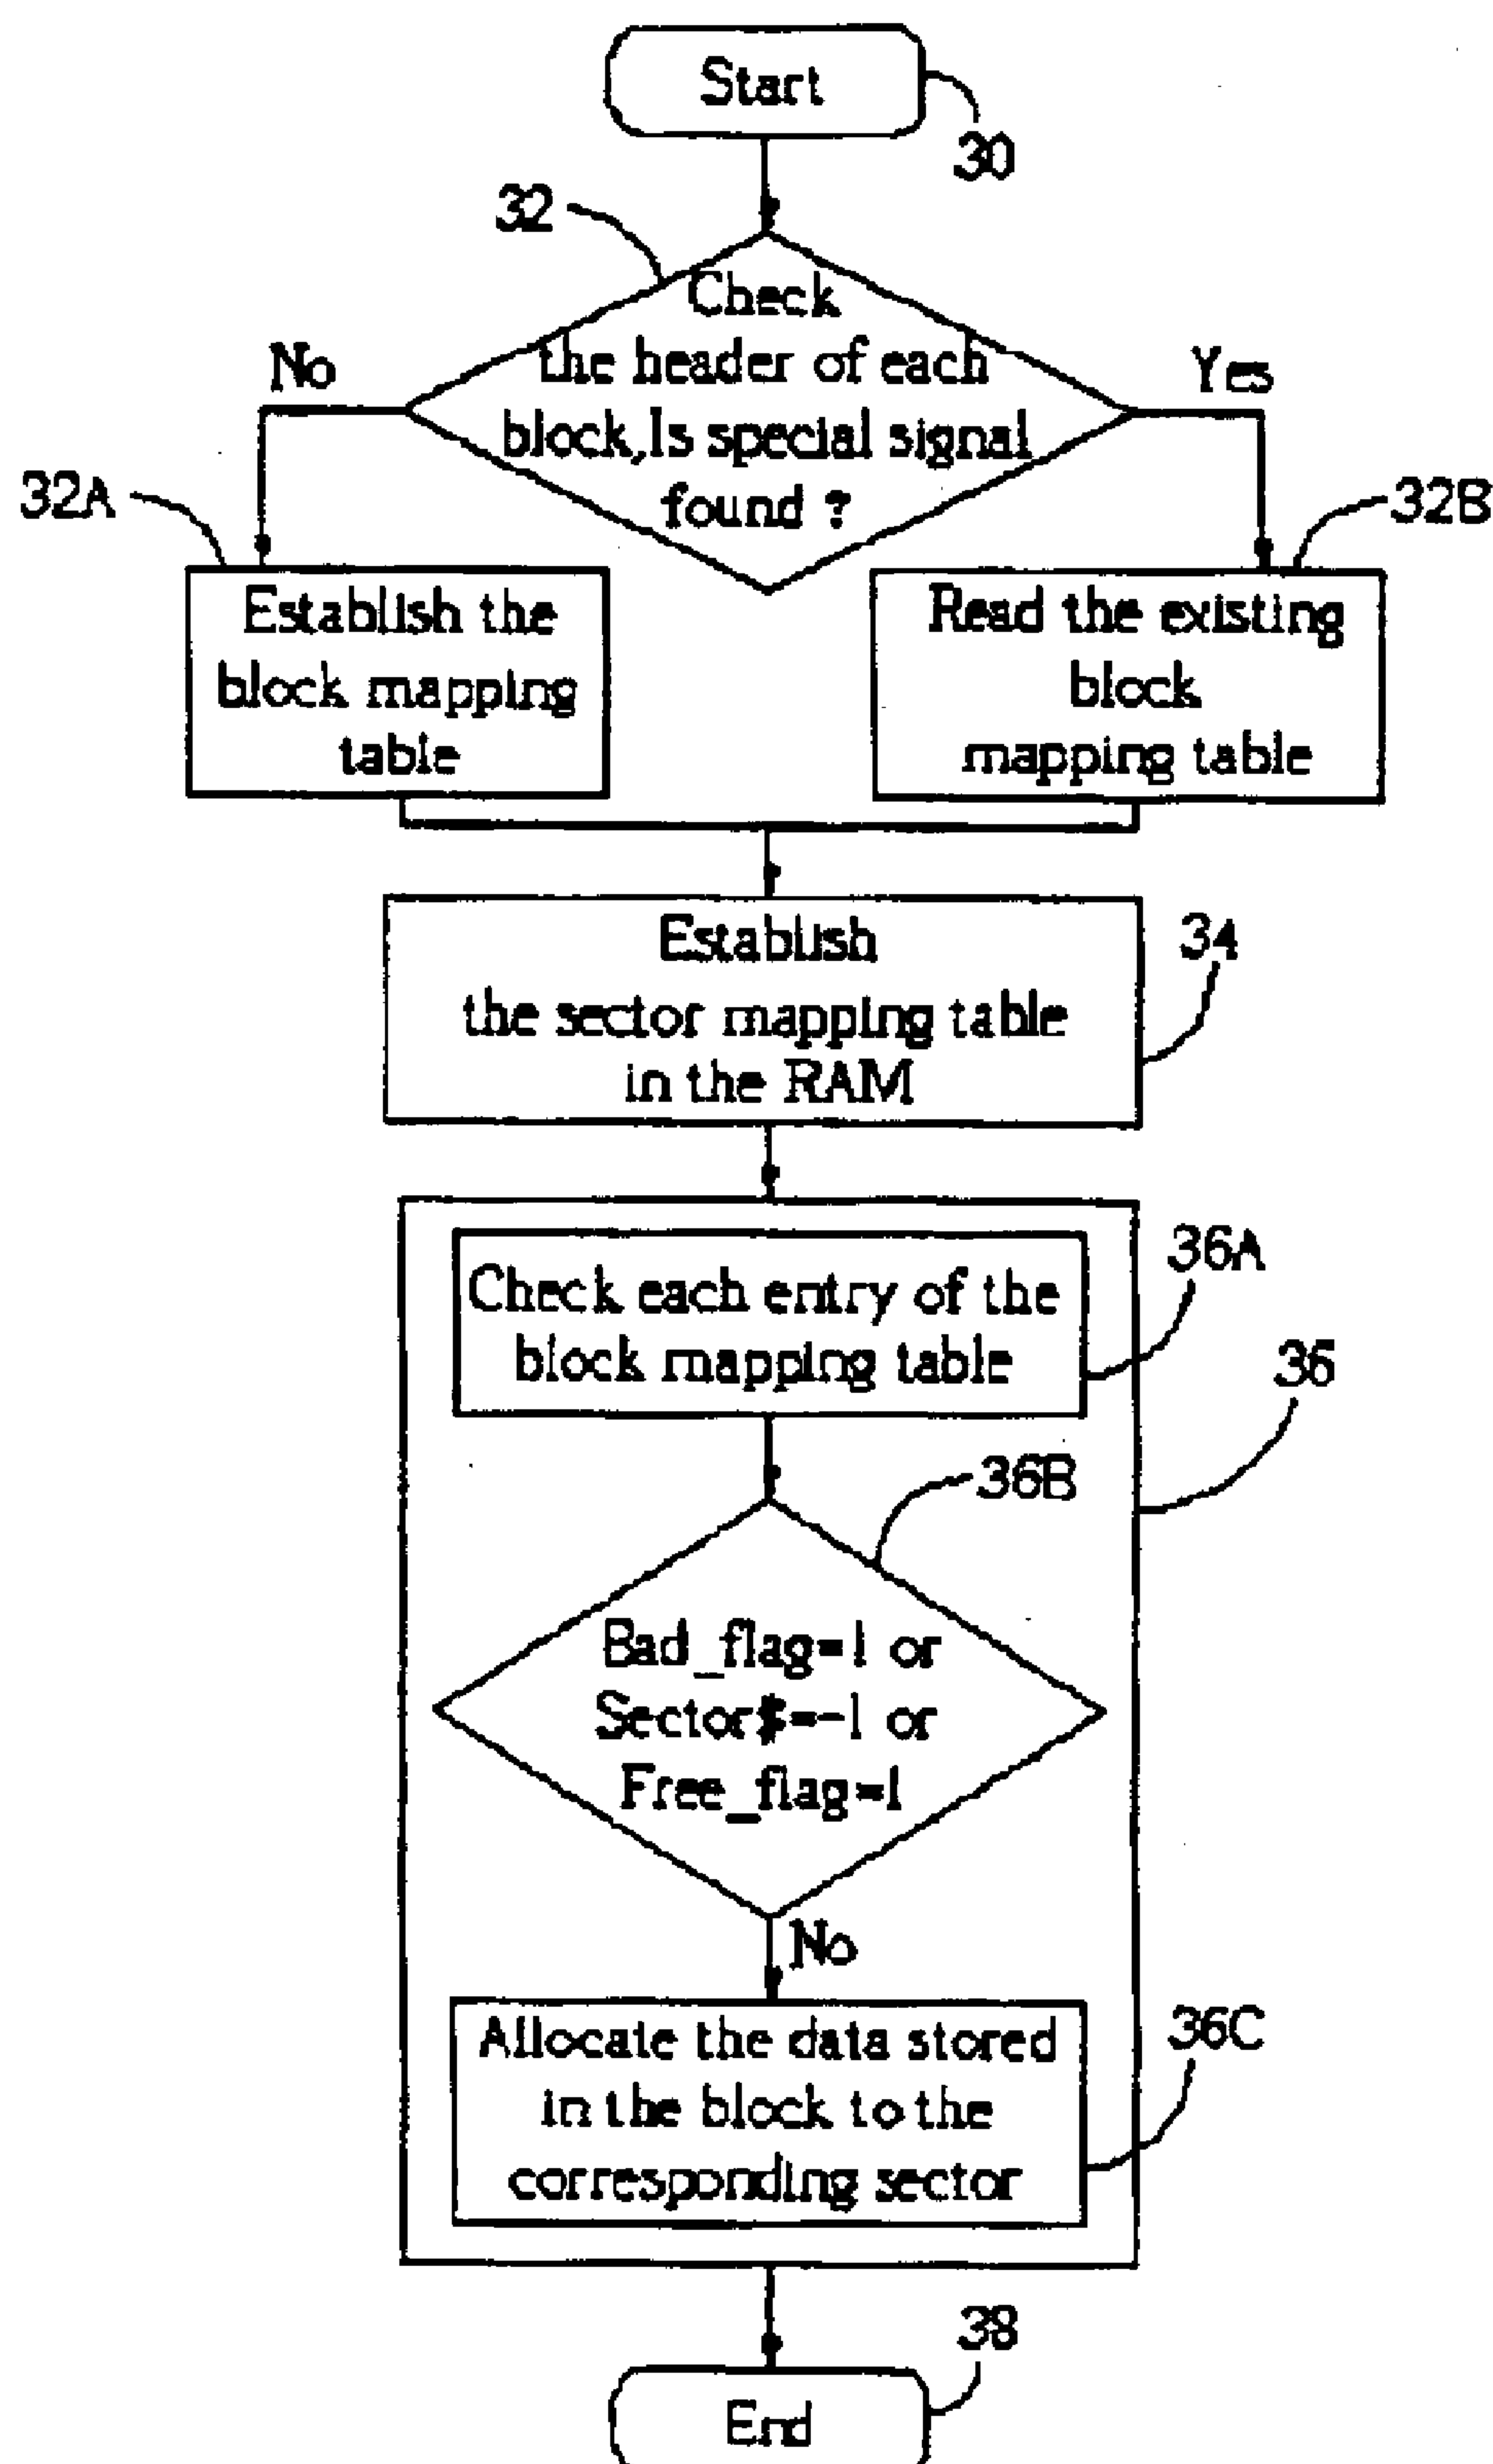 Start
30
32
Check
the header of each
block,Is special signal
found ?
No
Yes
32A
32B
Establish the
block mapping
table
Read the existing
block
mapping table
Establish
the sector mapping table
in the RAM
34
Check each entry of the
block mapping table
36A
36
36B
Bad_flag=1 or
Sector$=-1 or
Free_flag=1
No
Allocate the data stored
in the block to the
corresponding sector
36C
38
End